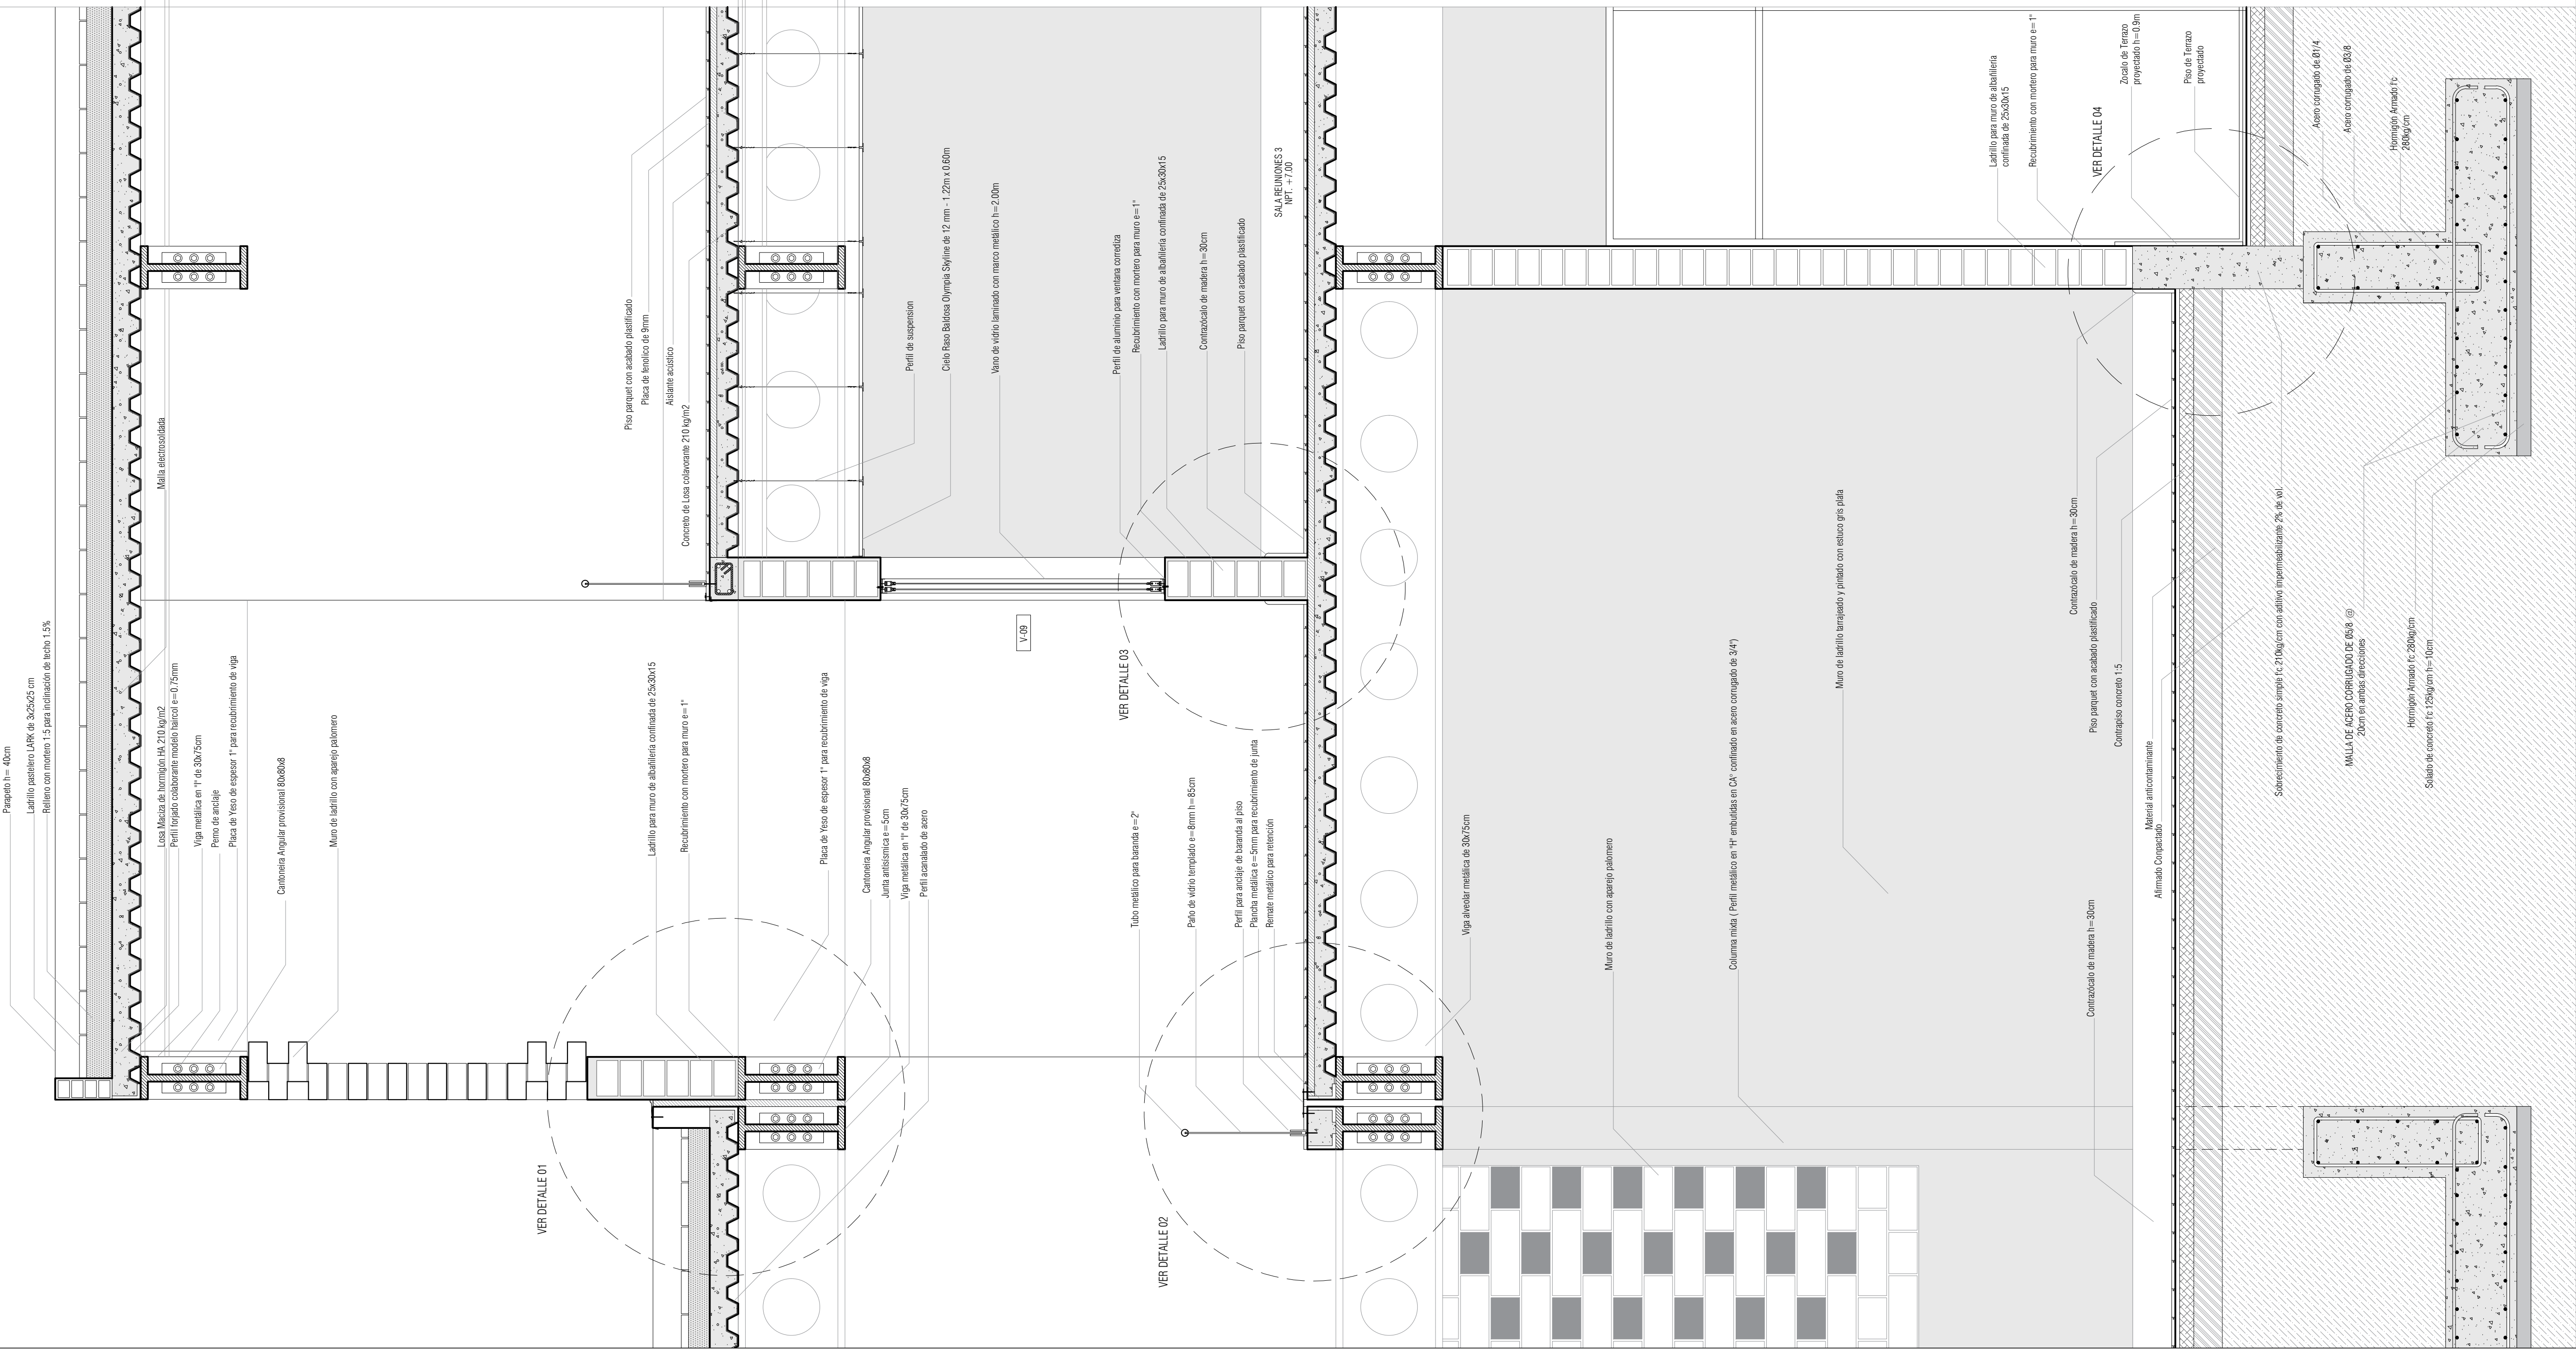 Parapeto h= 40cm
Ladrillo pastelero LARK de 3x25x25 cm
Relleno con mortero 1:5 para inclinación de techo 1.5%
Malla electrosoldada
Losa Maciza de hormigón HA 210 kg/m2
Perfil forjado colaborante modelo haircol e=0.75mm
Viga metálica en "I" de 30x75cm
Perno de anclaje
Placa de Yeso de espesor 1" para recubrimiento de viga
Cantoneira Angular provisional 80x80x8
Muro de ladrillo con aparejo palomero
Piso parquet con acabado plastificado
Placa de fenolico de 9mm
Aislante acústico
Concreto de Losa colavorante 210 kg/m2
Ladrillo para muro de albañilería confinada de 25x30x15
Recubrimiento con mortero para muro e=1"
VER DETALLE 01
Placa de Yeso de espesor 1" para recubrimiento de viga
Cantoneira Angular provisional 80x80x8
Junta antisísmica e=5cm
Viga metálica en "I" de 30x75cm
Perfil acanalado de acero
Perfil de suspension
Cielo Raso Baldosa Olympia Skyline de 12 mm - 1.22m x 0.60m
Vano de vidrio laminado con marco metálico h=2.00m
V-09
Perfil de aluminio para ventana corrediza
Recubrimiento con mortero para muro e=1"
Ladrillo para muro de albañilería confinada de 25x30x15
Contrazócalo de madera h=30cm
Piso parquet con acabado plastificado
SALA REUNIONES 3
NPT. +7.00
VER DETALLE 03
Tubo metálico para baranda e=2"
Paño de vidrio templado e=8mm h=85cm
Perfil para anclaje de baranda al piso
Plancha metálica e=5mm para recubrimiento de junta
Remate metálico para retención
VER DETALLE 02
Viga alveolar metálica de 30x75cm
Muro de ladrillo con aparejo palomero
Columna mixta ( Perfil metálico en "H" embutidas en CA° confinado en acero corrugado de 3/4")
Muro de ladrillo tarrajeado y pintado con estuco gris plata
Ladrillo para muro de albañilería
confinada de 25x30x15
Recubrimiento con mortero para muro e=1"
VER DETALLE 04
Zocalo de Terrazo
proyectado h=0.9m
Piso de Terrazo
proyectado
Contrazócalo de madera h=30cm
Piso parquet con acabado plastificado
Contrapiso concreto 1:5
Material anticontaminante
Afirmado Conpactado
Contrazócalo de madera h=30cm
Sobrecimiento de concreto simple f'c 210kg/cm con aditivo impermeabilizante 2% de vol.
Acero corrugado de Ø1/4
Acero corrugado de Ø3/8
Hormigón Armado f'c
280kg/cm
MALLA DE ACERO CORRUGADO DE Ø5/8 @
20cm en ambas direcciones
Hormigón Armado f'c 280kg/cm
Solado de concreto f'c 125kg/cm h=10cm